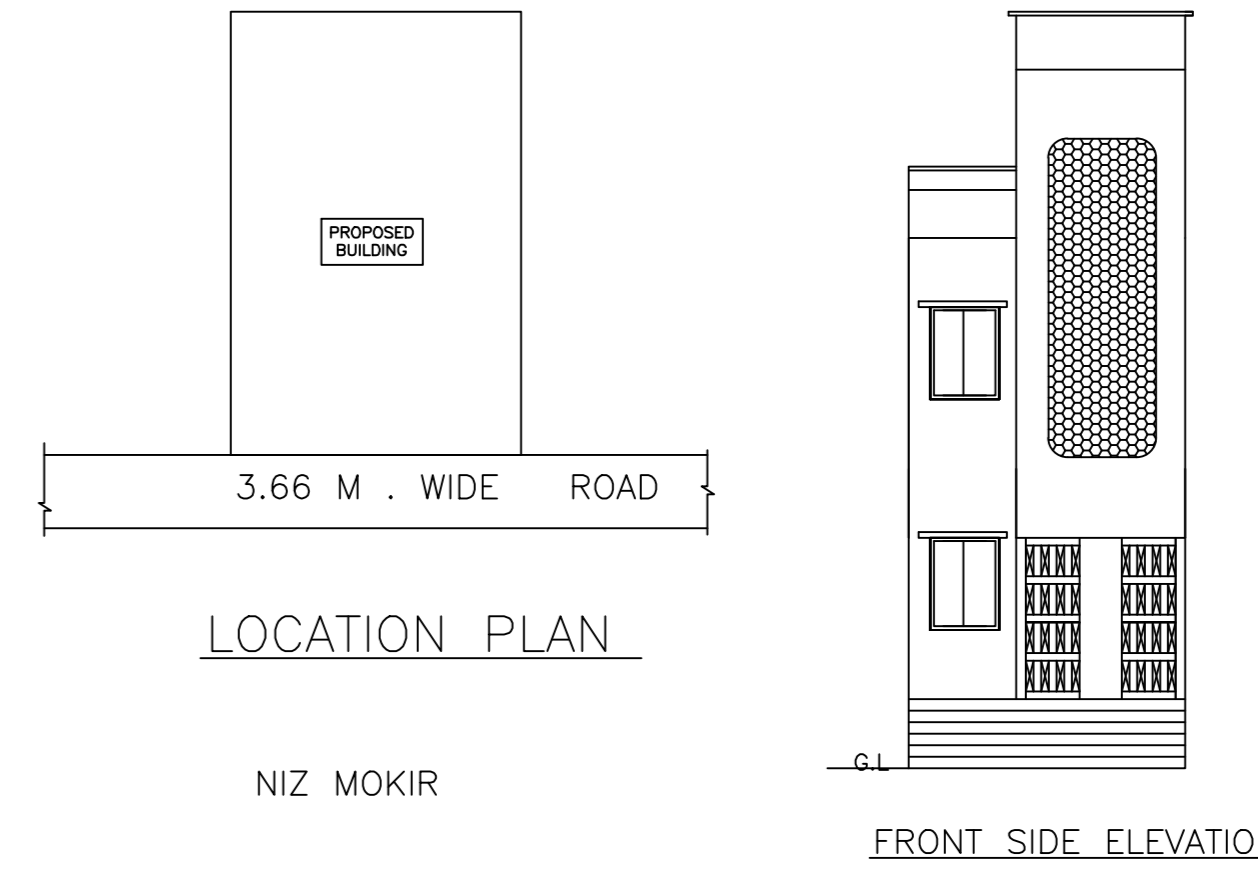 PROPOSED
BUILDING
3.66 M . WIDE ROAD
LOCATION PLAN
NIZ MOKIR
G.L
FRONT SIDE ELEVATIO